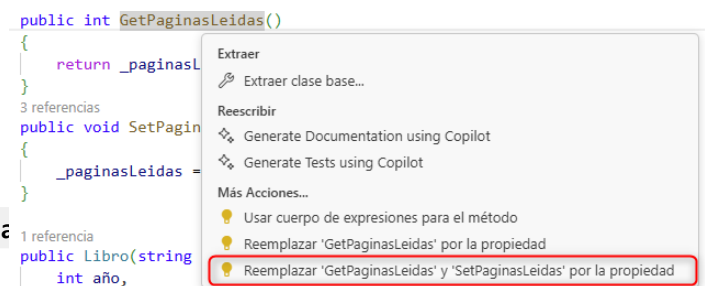 public int GetPaginasLeidas()
{
return _paginasL
}
3 referencias
public void SetPagin
{
_paginasLeidas =
}
a
1 referencia
public Libro(string
int año,
Extraer
Extraer clase base...
Reescribir
Generate Documentation using Copilot
Generate Tests using Copilot
Más Acciones...
Usar cuerpo de expresiones para el método
Reemplazar 'GetPaginasLeidas' por la propiedad
Reemplazar 'GetPaginasLeidas' y 'SetPaginasLeidas' por la propiedad